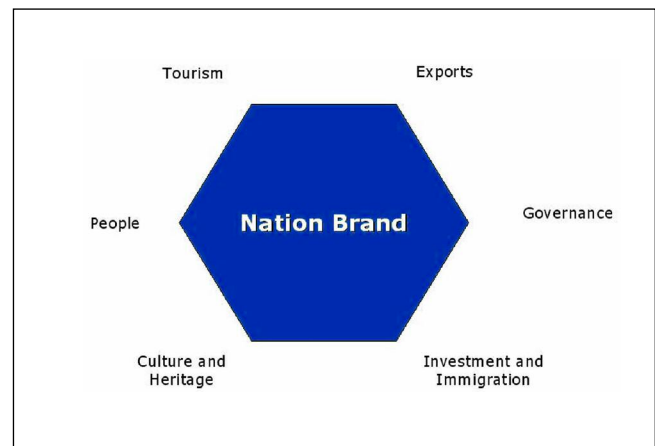 Tourism
Exports
People
Nation Brand
Governance
Culture and
Heritage
Investment and
Immigration